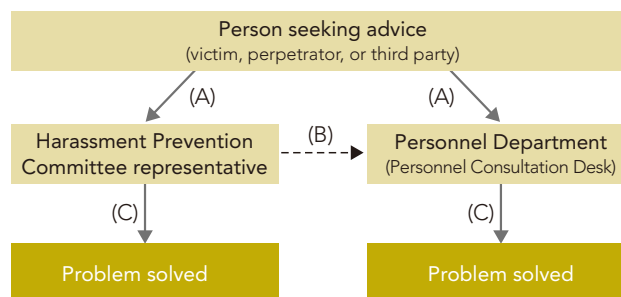 Person seeking advice
(victim, perpetrator, or third party)
(A)
(A)
Harassment Prevention
Committee representative
(B)
Personnel Department
(Personnel Consultation Desk)
(C)
(C)
Problem solved
Problem solved